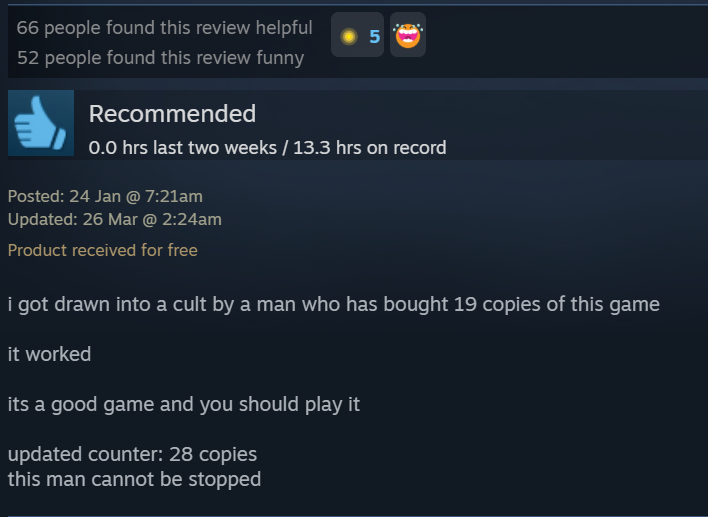 66 people found this review helpful
52 people found this review funny
5
Recommended
0.0 hrs last two weeks / 13.3 hrs on record
Posted: 24 Jan @ 7:21am
Updated: 26 Mar @ 2:24am
Product received for free
i got drawn into a cult by a man who has bought 19 copies of this game
it worked
its a good game and you should play it
updated counter: 28 copies
this man cannot be stopped